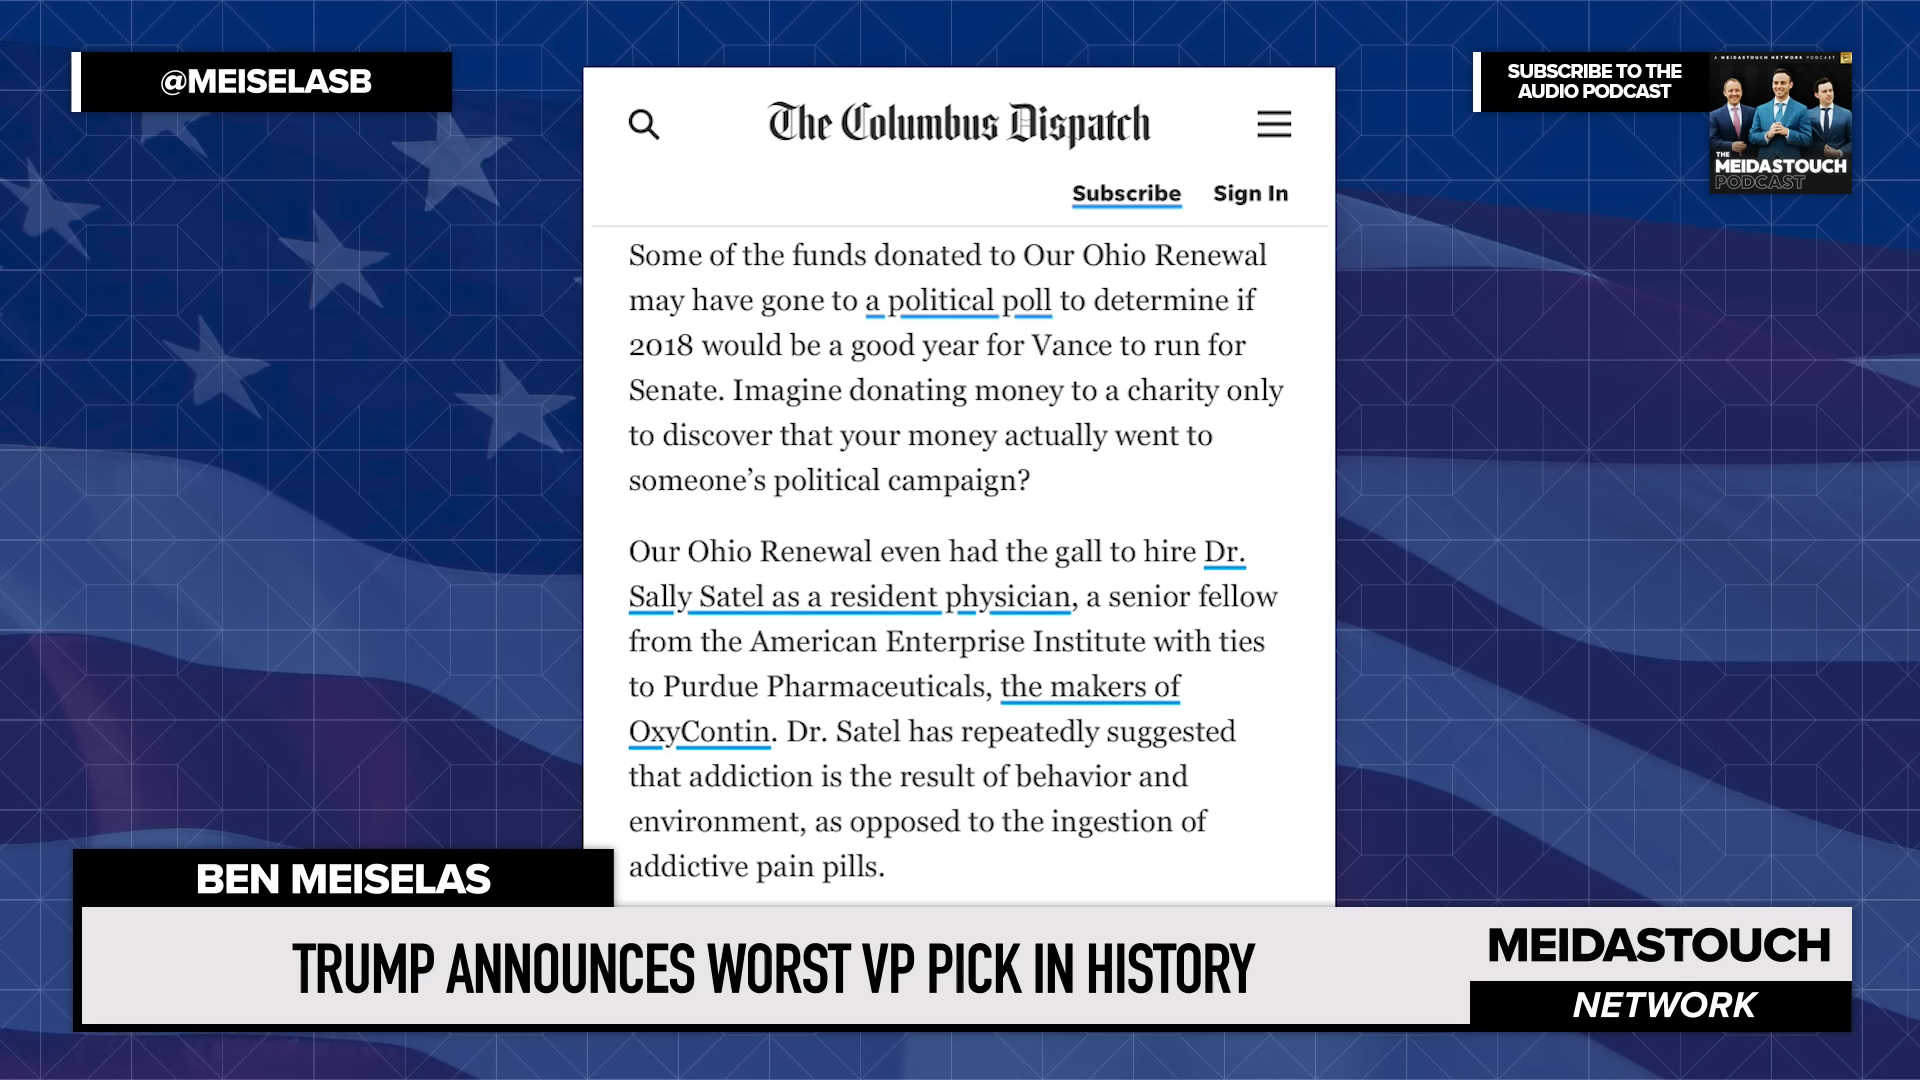 @MEISELASB
SUBSCRIBE TO THE
AUDIO PODCAST
A MEIDASTOUCH NETWORK PODCAST
THE
MEIDASTOUCH
PODCAST
The Columbus Dispatch
Subscribe Sign In
Some of the funds donated to Our Ohio Renewal
may have gone to a political poll to determine if
2018 would be a good year for Vance to run for
Senate. Imagine donating money to a charity only
to discover that your money actually went to
someone’s political campaign?
Our Ohio Renewal even had the gall to hire Dr.
Sally Satel as a resident physician, a senior fellow
from the American Enterprise Institute with ties
to Purdue Pharmaceuticals, the makers of
OxyContin. Dr. Satel has repeatedly suggested
that addiction is the result of behavior and
environment, as opposed to the ingestion of
addictive pain pills.
BEN MEISELAS
TRUMP ANNOUNCES WORST VP PICK IN HISTORY
MEIDASTOUCH
NETWORK